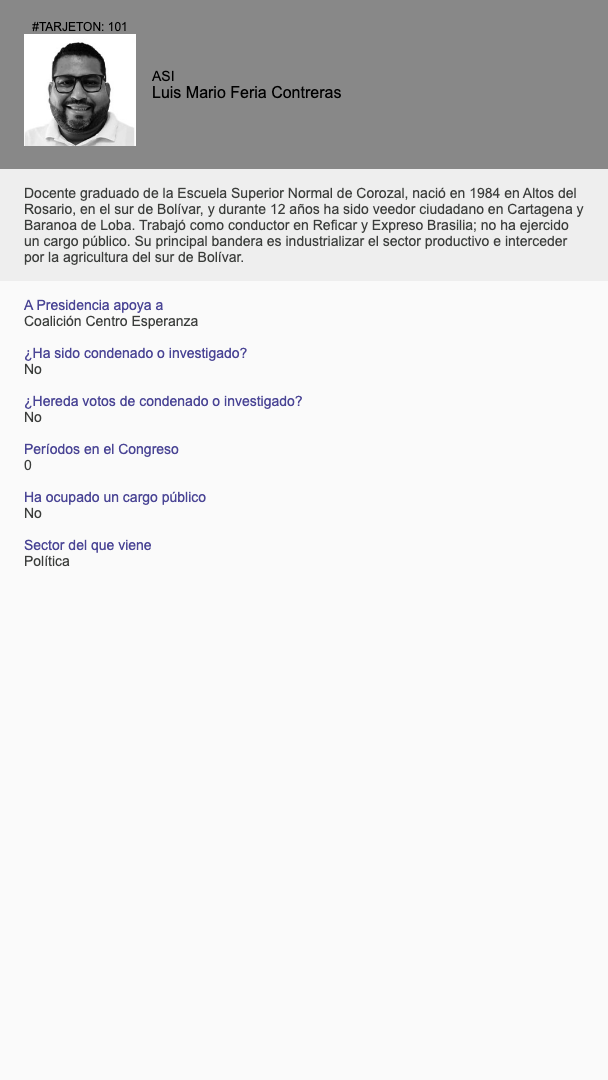 #TARJETON: 101
ASI
Luis Mario Feria Contreras
Docente graduado de la Escuela Superior Normal de Corozal, nació en 1984 en Altos del
Rosario, en el sur de Bolívar, y durante 12 años ha sido veedor ciudadano en Cartagena y
Baranoa de Loba. Trabajó como conductor en Reficar y Expreso Brasilia; no ha ejercido
un cargo público. Su principal bandera es industrializar el sector productivo e interceder
por la agricultura del sur de Bolívar.
A Presidencia apoya a
Coalición Centro Esperanza
¿Ha sido condenado o investigado?
No
¿Hereda votos de condenado o investigado?
No
Períodos en el Congreso
0
Ha ocupado un cargo público
No
Sector del que viene
Política